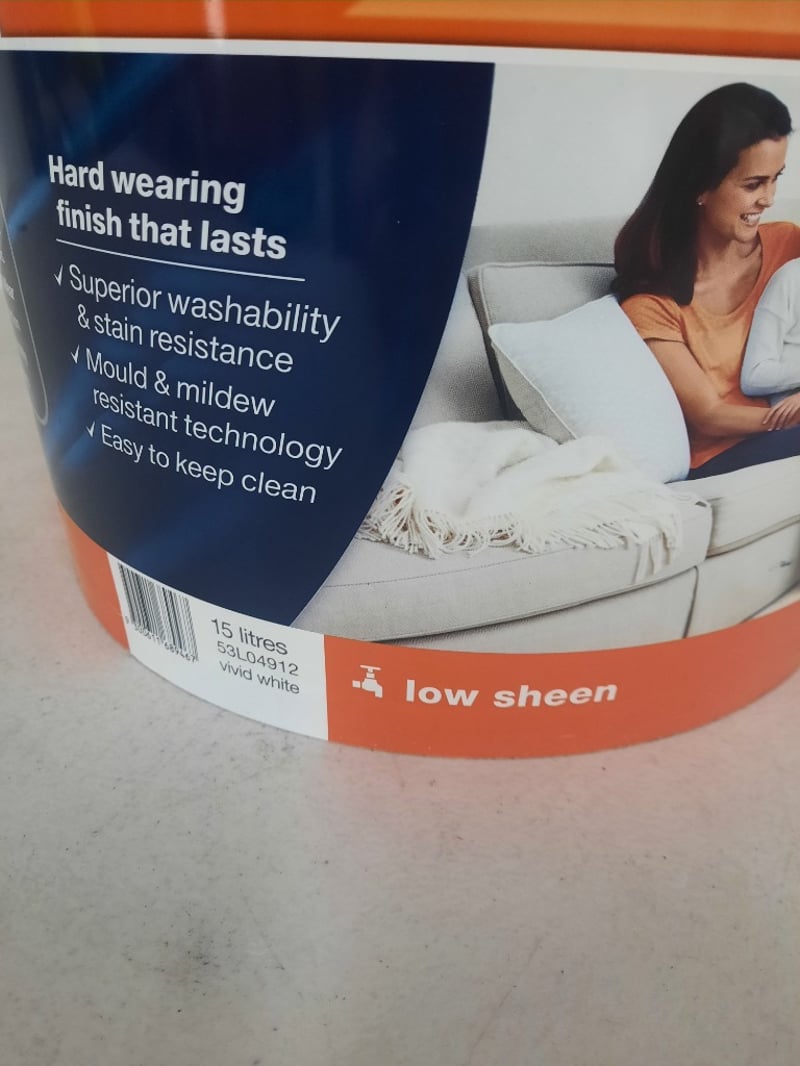 Hard wearing
finish that lasts
✓ Superior washability
& stain resistance
✓ Mould & mildew
resistant technology
✓ Easy to keep clean
15 litres
53L04912
vivid white
low sheen